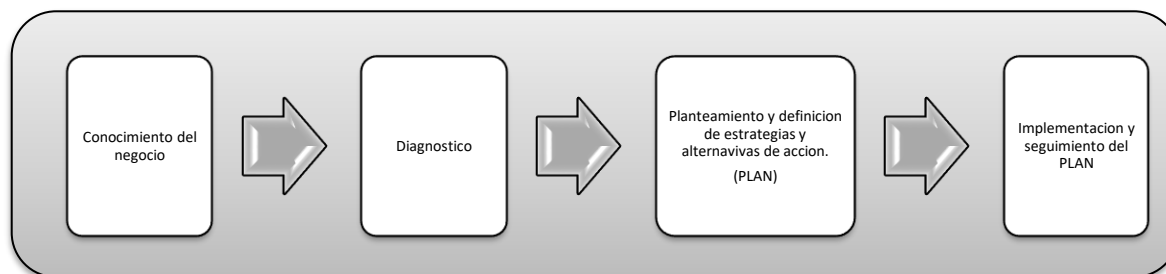 Conocimiento del
negocio
Diagnostico
Planteamiento y definicion
de estrategias y
alternavivas de accion.
(PLAN)
Implementacion y
seguimiento del
PLAN